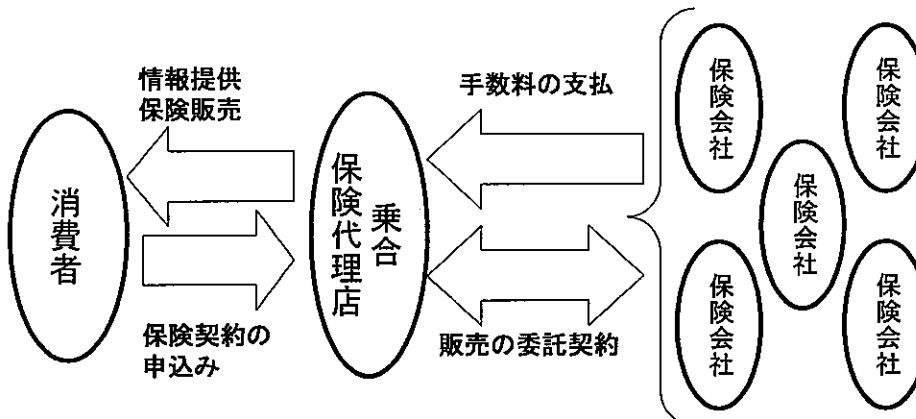 消費者
情報提供
保険販売
保険契約の
申込み
乗合
保険代理店
手数料の支払
販売の委託契約
保険会社
保険会社
保険会社
保険会社
保険会社